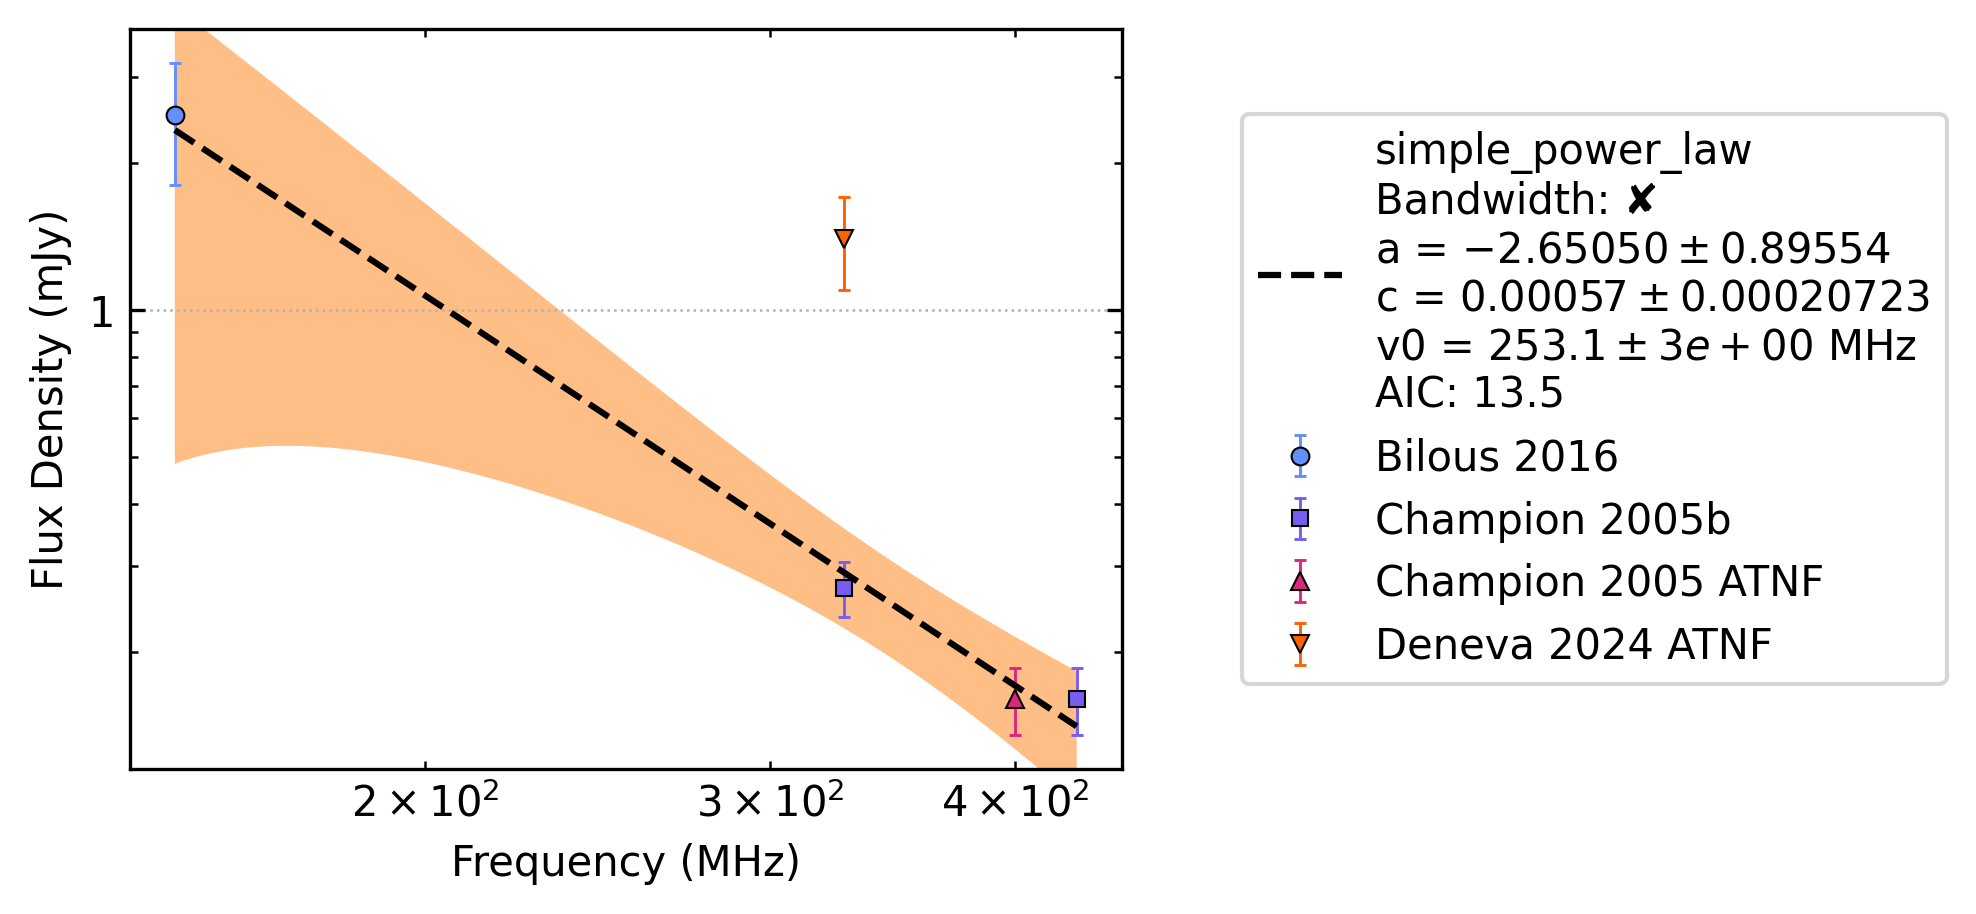 Flux Density (mJy)
1
2 × 10²
3 × 10²
4 × 10²
Frequency (MHz)
simple_power_law
Bandwidth: ✘
a = −2.65050 ± 0.89554
c = 0.00057 ± 0.00020723
v0 = 253.1 ± 3e + 00 MHz
AIC: 13.5
Bilous 2016
Champion 2005b
Champion 2005 ATNF
Deneva 2024 ATNF